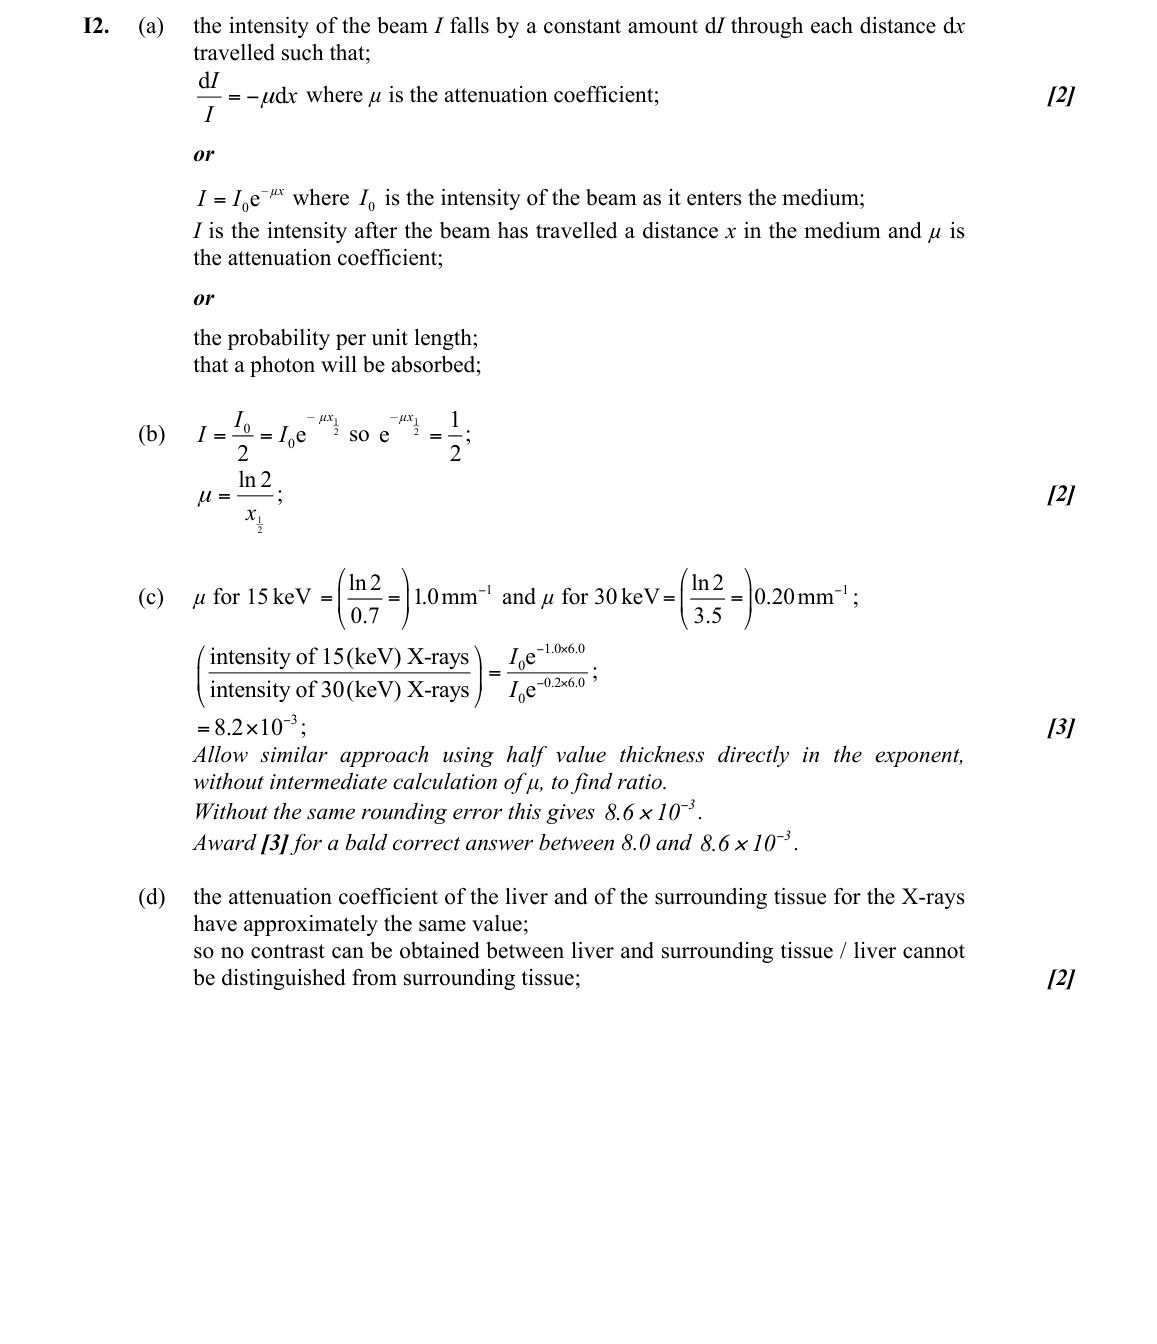 I2. (a) the intensity of the beam I falls by a constant amount dI through each distance dx
travelled such that;
dI/I = −μdx where μ is the attenuation coefficient; [2]
or
I = I₀e^(−μx) where I₀ is the intensity of the beam as it enters the medium;
I is the intensity after the beam has travelled a distance x in the medium and μ is
the attenuation coefficient;
or
the probability per unit length;
that a photon will be absorbed;
(b) I = I₀/2 = I₀e^(−μx_(1/2)) so e^(−μx_(1/2)) = 1/2;
μ = ln 2/x_(1/2); [2]
(c) μ for 15 keV = (ln 2/0.7 =) 1.0 mm⁻¹ and μ for 30 keV = (ln 2/3.5 =) 0.20 mm⁻¹;
(intensity of 15(keV) X-rays/intensity of 30(keV) X-rays) = I₀e^(−1.0×6.0)/I₀e^(−0.2×6.0);
= 8.2×10⁻³; [3]
Allow similar approach using half value thickness directly in the exponent,
without intermediate calculation of μ, to find ratio.
Without the same rounding error this gives 8.6 × 10⁻³.
Award [3] for a bald correct answer between 8.0 and 8.6 × 10⁻³.
(d) the attenuation coefficient of the liver and of the surrounding tissue for the X-rays
have approximately the same value;
so no contrast can be obtained between liver and surrounding tissue / liver cannot
be distinguished from surrounding tissue; [2]